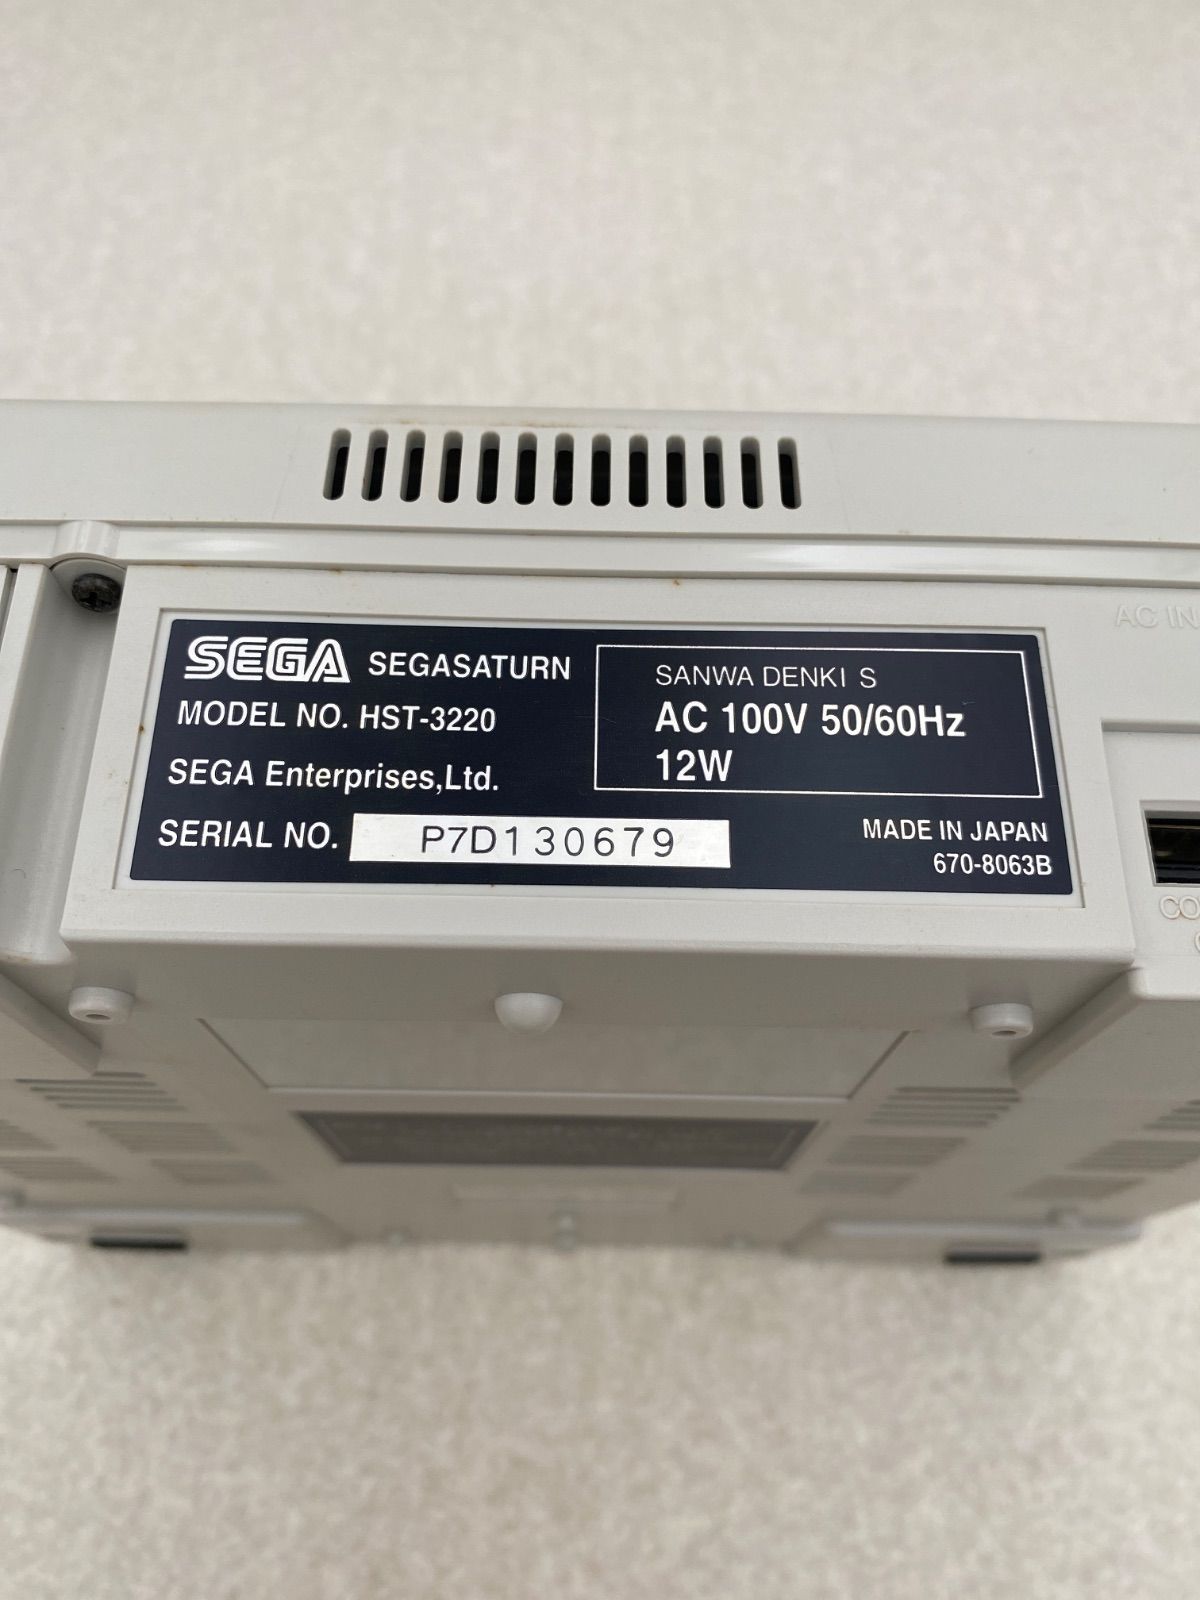 SEGA SEGASATURN
MODEL NO. HST-3220
SEGA Enterprises,Ltd.
SERIAL NO. P7D130679
SANWA DENKI S
AC 100V 50/60Hz
12W
MADE IN JAPAN
670-8063B
AC IN